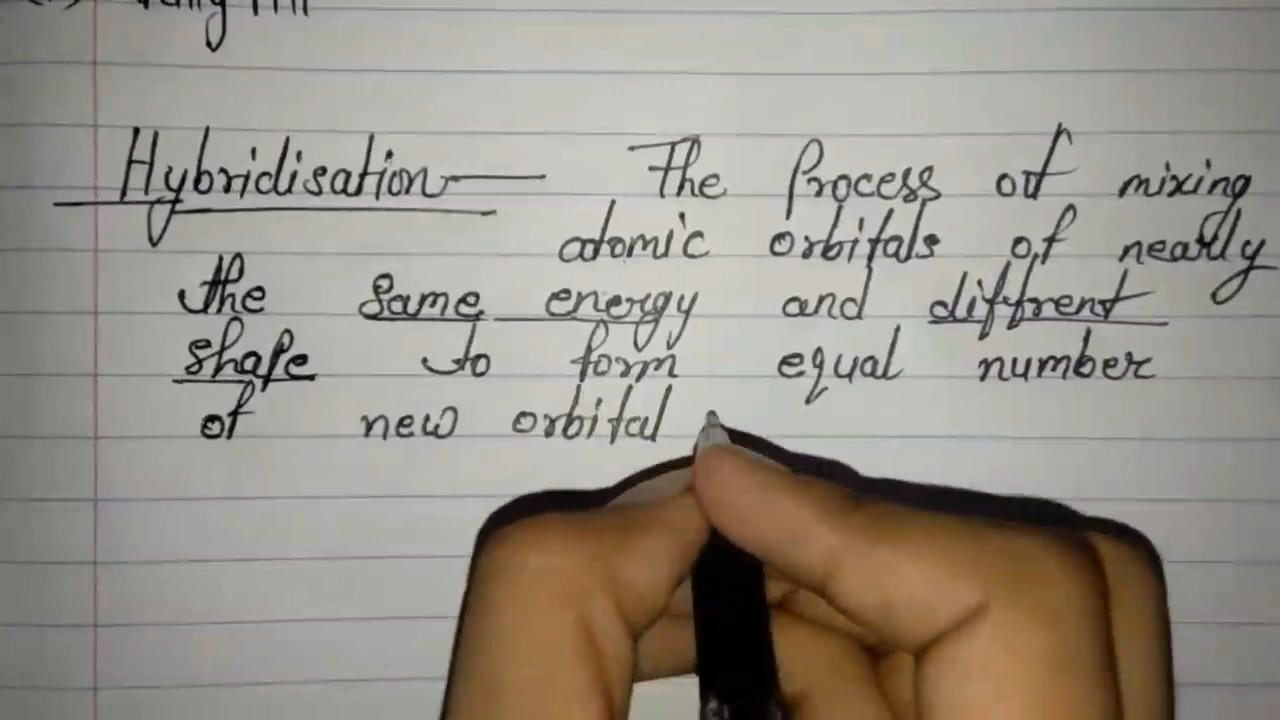 Hybridisation — The Process of mixing
atomic orbitals of nearly
the same energy and diffrent
shape to form equal number
of new orbital